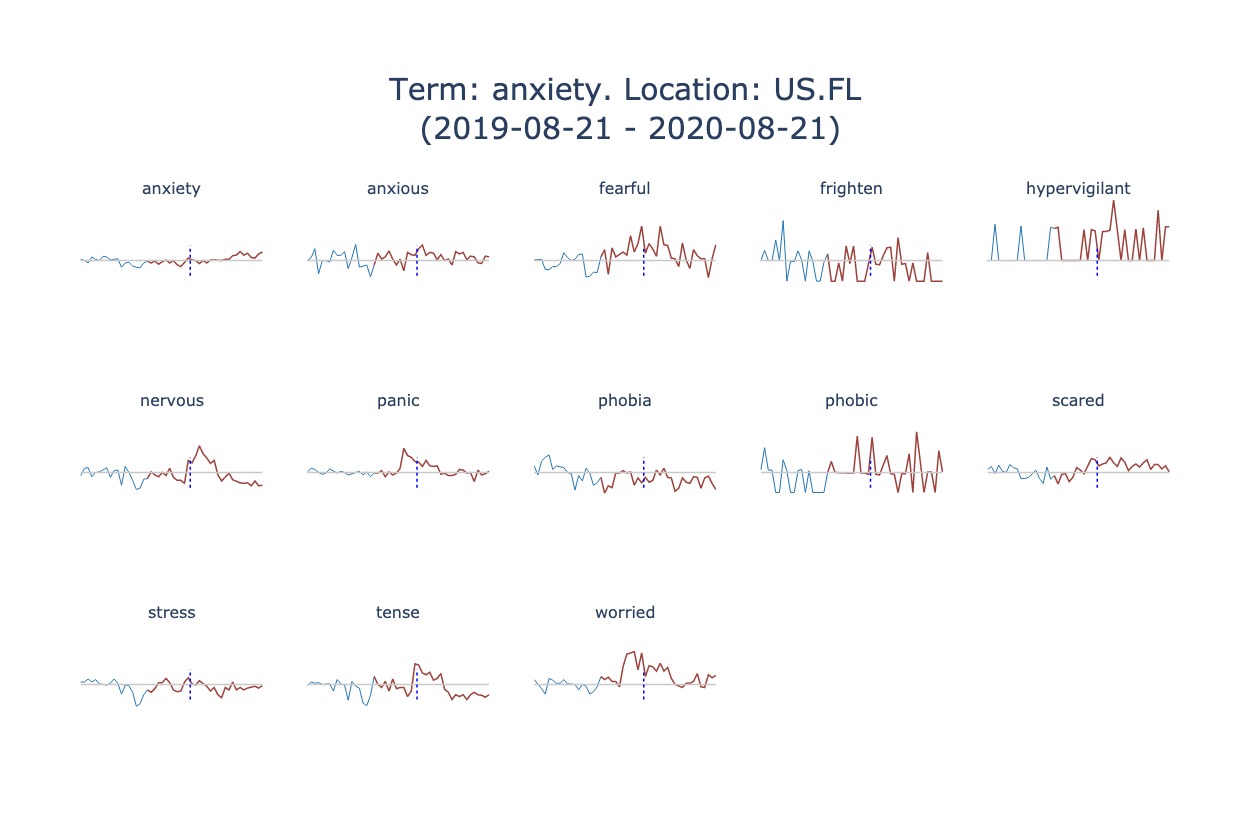 Term: anxiety. Location: US.FL
(2019-08-21 - 2020-08-21)
anxiety anxious fearful frighten hypervigilant
nervous panic phobia phobic scared
stress tense worried